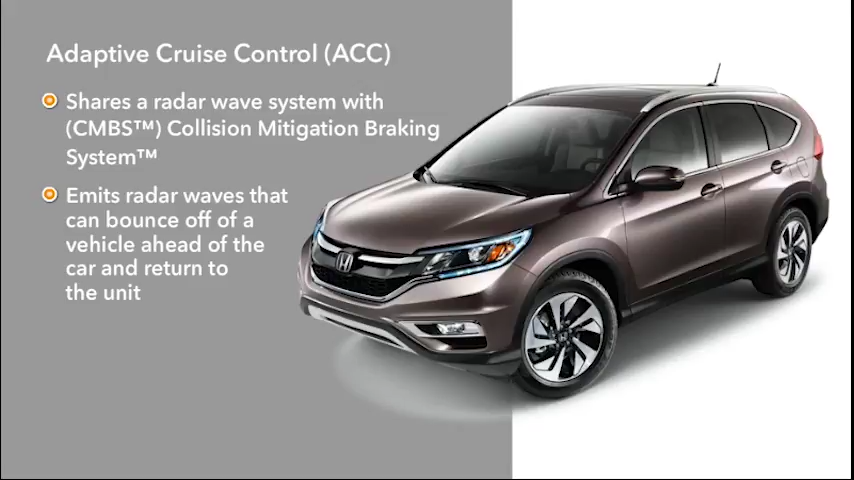 Adaptive Cruise Control (ACC)
Shares a radar wave system with
(CMBS™) Collision Mitigation Braking
System™
Emits radar waves that
can bounce off of a
vehicle ahead of the
car and return to
the unit